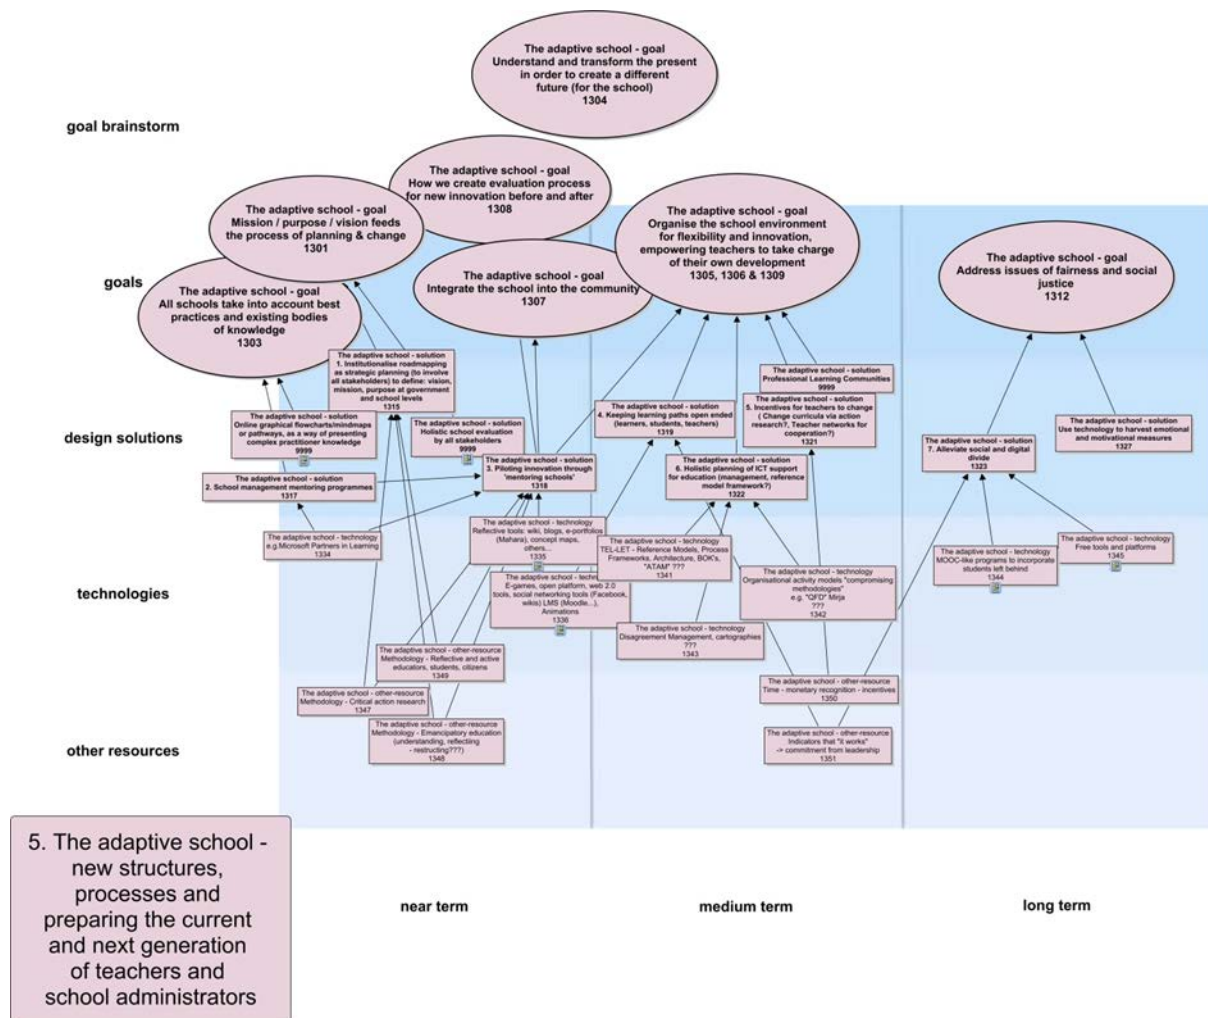 The adaptive school - goal
Understand and transform the present
in order to create a different
future (for the school)
1304
goal brainstorm
The adaptive school - goal
How we create evaluation process
for new innovation before and after
1308
The adaptive school - goal
Mission / purpose / vision feeds
the process of planning & change
1301
The adaptive school - goal
Organise the school environment
for flexibility and innovation,
empowering teachers to take charge
of their own development
1305, 1306 & 1309
goals
The adaptive school - goal
All schools take into account best
practices and existing bodies
of knowledge
1303
The adaptive school - goal
Integrate the school into the community
1307
The adaptive school - goal
Address issues of fairness and social
justice
1312
design solutions
The adaptive school - solution
1. Institutionalise roadmapping
as strategic planning (to involve
all stakeholders) to define: vision,
mission, purpose at government
and school levels
1315
The adaptive school - solution
Professional Learning Communities
9999
The adaptive school - solution
Online graphical flowcharts/mindmaps
or pathways, as a way of presenting
complex practitioner knowledge
9999
The adaptive school - solution
Holistic school evaluation
by all stakeholders
9999
The adaptive school - solution
4. Keeping learning paths open ended
(learners, students, teachers)
1319
The adaptive school - solution
5. Incentives for teachers to change
( Change curricula via action
research?, Teacher networks for
cooperation?)
1321
The adaptive school - solution
Use technology to harvest emotional
and motivational measures
1327
The adaptive school - solution
7. Alleviate social and digital
divide
1323
The adaptive school - solution
2. School management mentoring programmes
1317
The adaptive school - solution
3. Piloting innovation through
'mentoring schools'
1318
The adaptive school - solution
6. Holistic planning of ICT support
for education (management, reference
model framework?)
1322
technologies
The adaptive school - technology
e.g.Microsoft Partners in Learning
1334
The adaptive school - technology
Reflective tools: wiki, blogs, e-portfolios
(Mahara), concept maps,
others...
1335
The adaptive school - technology
TEL-LET - Reference Models, Process
Frameworks, Architecture, BOK's,
"ATAM" ???
1341
The adaptive school - technology
MOOC-like programs to incorporate
students left behind
1344
The adaptive school - technology
Free tools and platforms
1345
The adaptive school - techno
E-games, open platform, web 2.0
tools, social networking tools (Facebook,
wikis) LMS (Moodle...),
Animations
1336
The adaptive school - technology
Organisational activity models "compromising
methodologies"
e.g. "QFD" Mirja
???
1342
The adaptive school - technology
Disagreement Management, cartographies
???
1343
other resources
The adaptive school - other-resource
Methodology - Reflective and active
educators, students, citizens
1349
The adaptive school - other-resource
Methodology - Critical action research
1347
The adaptive school - other-resource
Methodology - Emancipatory education
(understanding, reflectiing
- restructing???)
1348
The adaptive school - other-resource
Time - monetary recognition - incentives
1350
The adaptive school - other-resource
Indicators that "it works"
-> commitment from leadership
1351
5. The adaptive school -
new structures,
processes and
preparing the current
and next generation
of teachers and
school administrators
near term
medium term
long term